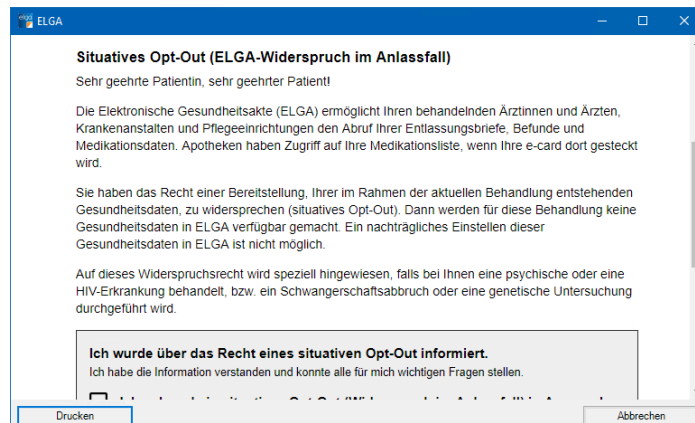 ELGA
Situatives Opt-Out (ELGA-Widerspruch im Anlassfall)
Sehr geehrte Patientin, sehr geehrter Patient!
Die Elektronische Gesundheitsakte (ELGA) ermöglicht Ihren behandelnden Ärztinnen und Ärzten,
Krankenanstalten und Pflegeeinrichtungen den Abruf Ihrer Entlassungsbriefe, Befunde und
Medikationsdaten. Apotheken haben Zugriff auf Ihre Medikationsliste, wenn Ihre e-card dort gesteckt
wird.
Sie haben das Recht einer Bereitstellung, Ihrer im Rahmen der aktuellen Behandlung entstehenden
Gesundheitsdaten, zu widersprechen (situatives Opt-Out). Dann werden für diese Behandlung keine
Gesundheitsdaten in ELGA verfügbar gemacht. Ein nachträgliches Einstellen dieser
Gesundheitsdaten in ELGA ist nicht möglich.
Auf dieses Widerspruchsrecht wird speziell hingewiesen, falls bei Ihnen eine psychische oder eine
HIV-Erkrankung behandelt, bzw. ein Schwangerschaftsabbruch oder eine genetische Untersuchung
durchgeführt wird.
Ich wurde über das Recht eines situativen Opt-Out informiert.
Ich habe die Information verstanden und konnte alle für mich wichtigen Fragen stellen.
Drucken
Abbrechen